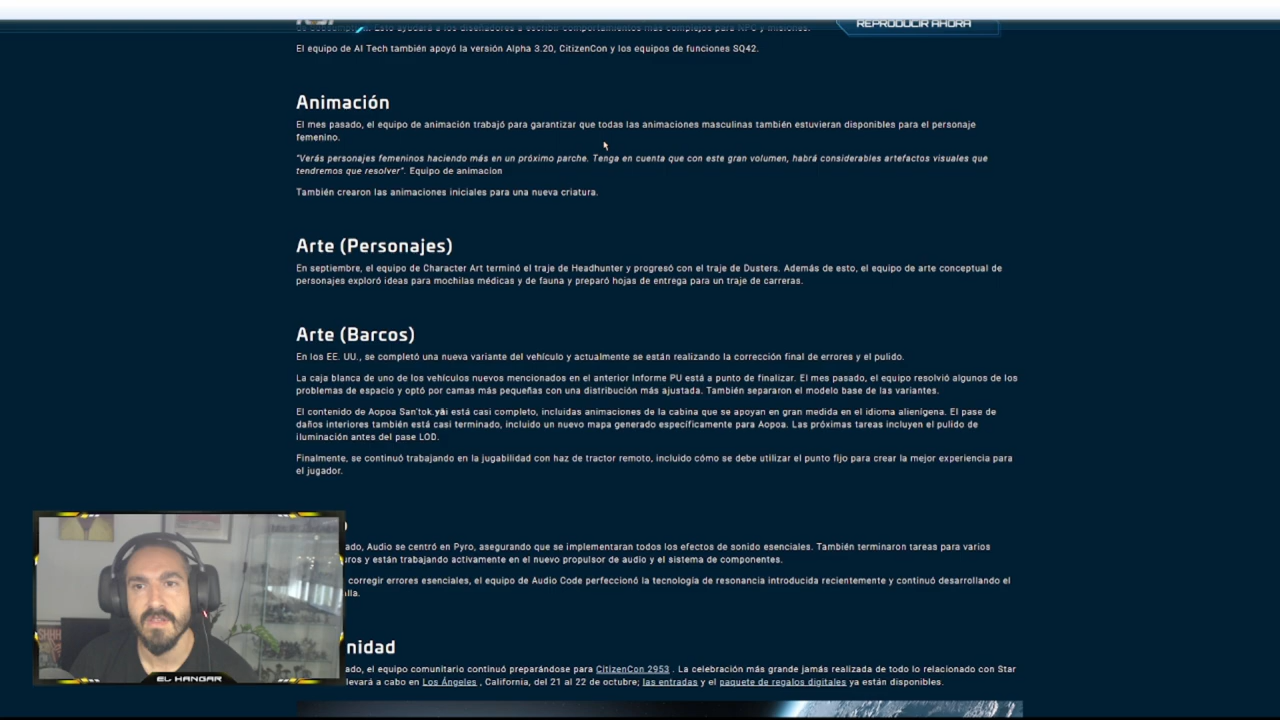 REPRODUCIR AHORA
El equipo de AI Tech también apoyó la versión Alpha 3.20, CitizenCon y los equipos de funciones SQ42.
Animación
El mes pasado, el equipo de animación trabajó para garantizar que todas las animaciones masculinas también estuvieran disponibles para el personaje
femenino.
"Verás personajes femeninos haciendo más en un próximo parche. Tenga en cuenta que con este gran volumen, habrá considerables artefactos visuales que
tendremos que resolver". Equipo de animacion
También crearon las animaciones iniciales para una nueva criatura.
Arte (Personajes)
En septiembre, el equipo de Character Art terminó el traje de Headhunter y progresó con el traje de Dusters. Además de esto, el equipo de arte conceptual de
personajes exploró ideas para mochilas médicas y de fauna y preparó hojas de entrega para un traje de carreras.
Arte (Barcos)
En los EE. UU., se completó una nueva variante del vehículo y actualmente se están realizando la corrección final de errores y el pulido.
La caja blanca de uno de los vehículos nuevos mencionados en el anterior Informe PU está a punto de finalizar. El mes pasado, el equipo resolvió algunos de los
problemas de espacio y optó por camas más pequeñas con una distribución más ajustada. También separaron el modelo base de las variantes.
El contenido de Aopoa San'tok.yāi está casi completo, incluidas animaciones de la cabina que se apoyan en gran medida en el idioma alienígena. El pase de
daños interiores también está casi terminado, incluido un nuevo mapa generado específicamente para Aopoa. Las próximas tareas incluyen el pulido de
iluminación antes del pase LOD.
Finalmente, se continuó trabajando en la jugabilidad con haz de tractor remoto, incluido cómo se debe utilizar el punto fijo para crear la mejor experiencia para
el jugador.
ado, Audio se centró en Pyro, asegurando que se implementaran todos los efectos de sonido esenciales. También terminaron tareas para varios
ros y están trabajando activamente en el nuevo propulsor de audio y el sistema de componentes.
corregir errores esenciales, el equipo de Audio Code perfeccionó la tecnología de resonancia introducida recientemente y continuó desarrollando el
lla.
nidad
ado, el equipo comunitario continuó preparándose para CitizenCon 2953 . La celebración más grande jamás realizada de todo lo relacionado con Star
levará a cabo en Los Ángeles , California, del 21 al 22 de octubre; las entradas y el paquete de regalos digitales ya están disponibles.
EL HANGAR